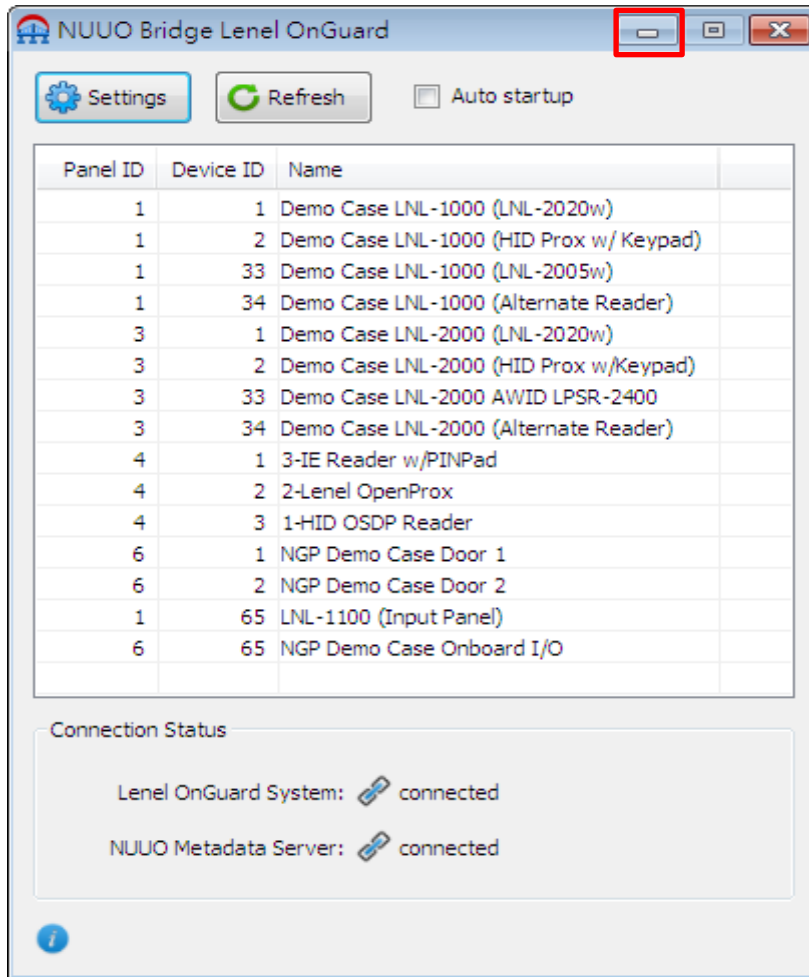 NUUO Bridge Lenel OnGuard
Settings Refresh Auto startup
Panel ID Device ID Name
1 1 Demo Case LNL-1000 (LNL-2020w)
1 2 Demo Case LNL-1000 (HID Prox w/ Keypad)
1 33 Demo Case LNL-1000 (LNL-2005w)
1 34 Demo Case LNL-1000 (Alternate Reader)
3 1 Demo Case LNL-2000 (LNL-2020w)
3 2 Demo Case LNL-2000 (HID Prox w/Keypad)
3 33 Demo Case LNL-2000 AWID LPSR-2400
3 34 Demo Case LNL-2000 (Alternate Reader)
4 1 3-IE Reader w/PINPad
4 2 2-Lenel OpenProx
4 3 1-HID OSDP Reader
6 1 NGP Demo Case Door 1
6 2 NGP Demo Case Door 2
1 65 LNL-1100 (Input Panel)
6 65 NGP Demo Case Onboard I/O
Connection Status
Lenel OnGuard System: connected
NUUO Metadata Server: connected